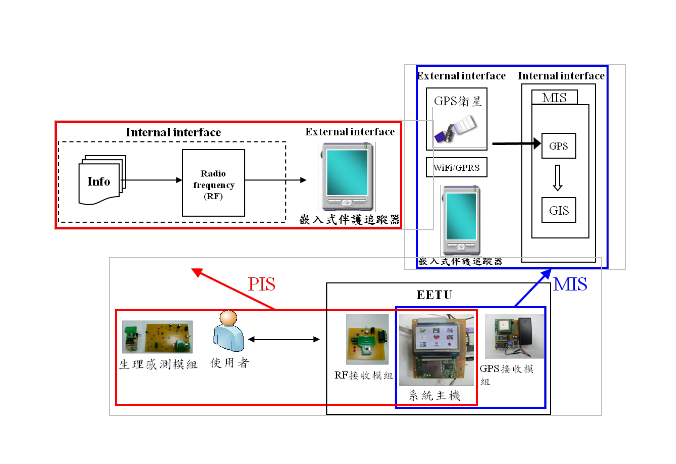 External interface
Internal interface
GPS衛星
MIS
GPS
WiFi/GPRS
GIS
嵌入式伴護追蹤器
Internal interface
External interface
Info
Radio
frequency
(RF)
嵌入式伴護追蹤器
PIS
MIS
EETU
生理感測模組
使用者
RF接收模組
系統主機
GPS接收模
組